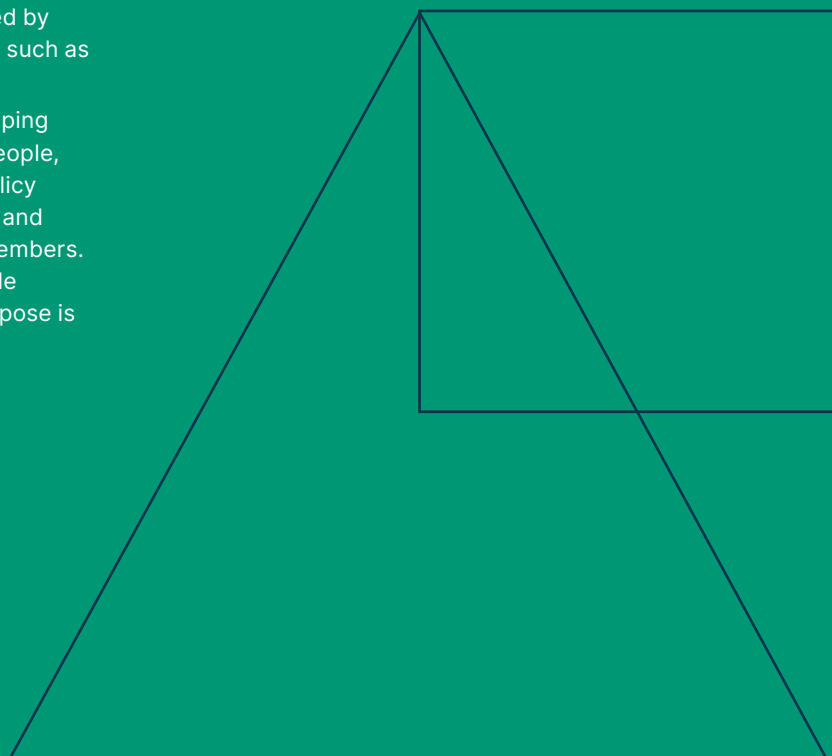 ed by
such as
ping
eople,
licy
and
embers.
le
pose is